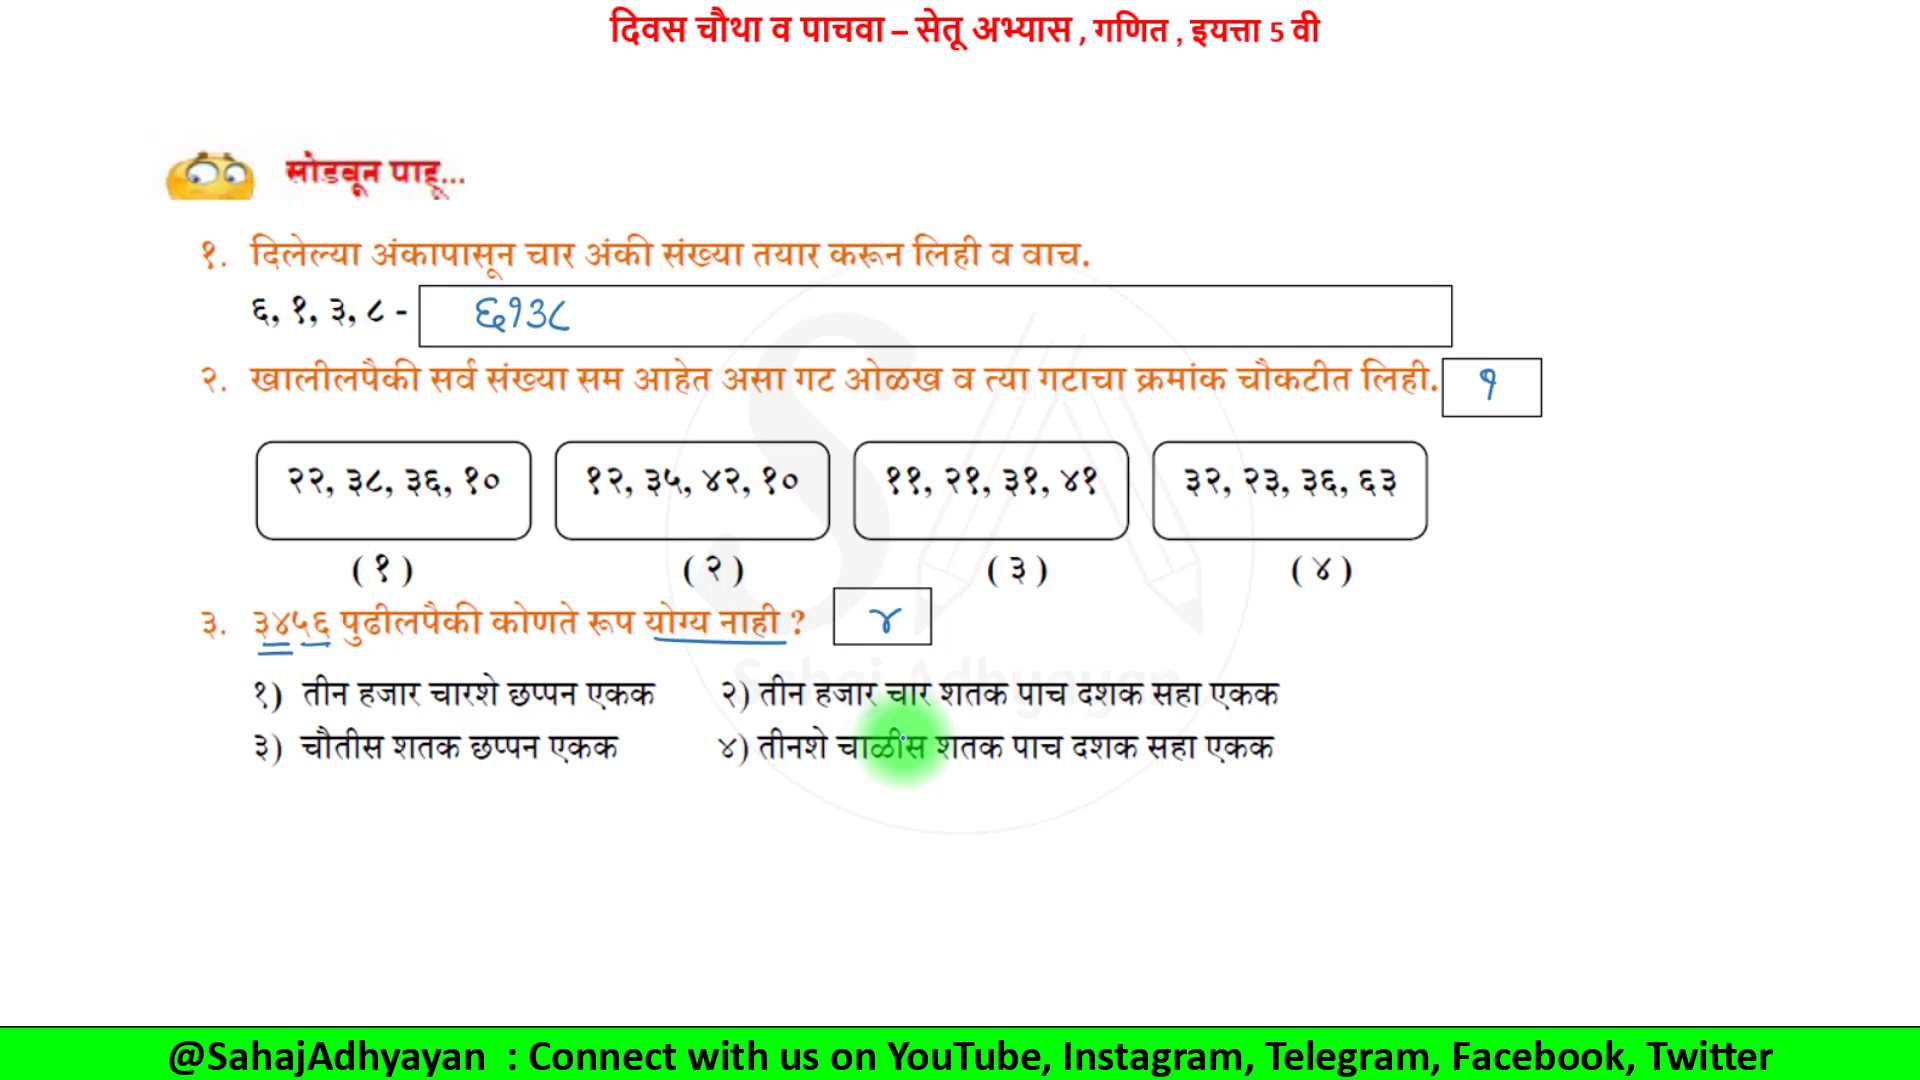 दिवस चौथा व पाचवा – सेतू अभ्यास , गणित , इयत्ता 5 वी
सोडवून पाहू...
१. दिलेल्या अंकापासून चार अंकी संख्या तयार करून लिही व वाच.
६, १, ३, ८ - ६१३८
२. खालीलपैकी सर्व संख्या सम आहेत असा गट ओळख व त्या गटाचा क्रमांक चौकटीत लिही. १
२२, ३८, ३६, १० १२, ३५, ४२, १० ११, २१, ३१, ४१ ३२, २३, ३६, ६३
( १ ) ( २ ) ( ३ ) ( ४ )
३. ३४५६ पुढीलपैकी कोणते रूप योग्य नाही ? ४
Sahaj Adhyayan
१) तीन हजार चारशे छप्पन एकक २) तीन हजार चार शतक पाच दशक सहा एकक
३) चौतीस शतक छप्पन एकक ४) तीनशे चाळीस शतक पाच दशक सहा एकक
@SahajAdhyayan : Connect with us on YouTube, Instagram, Telegram, Facebook, Twitter